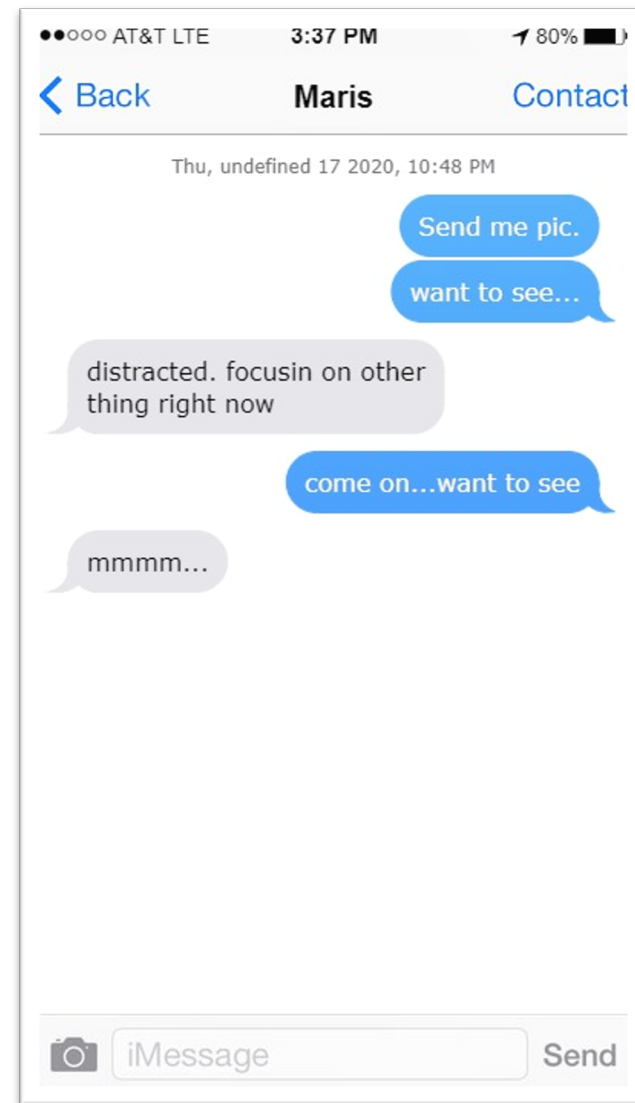 AT&T LTE 3:37 PM 80%
Back Maris Contact
Thu, undefined 17 2020, 10:48 PM
Send me pic.
want to see...
distracted. focusin on other
thing right now
come on...want to see
mmmm...
iMessage Send